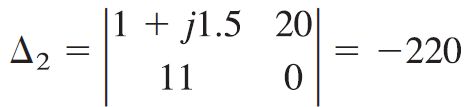 Δ₂ = |1 + j1.5 20| = −220
|11 0|